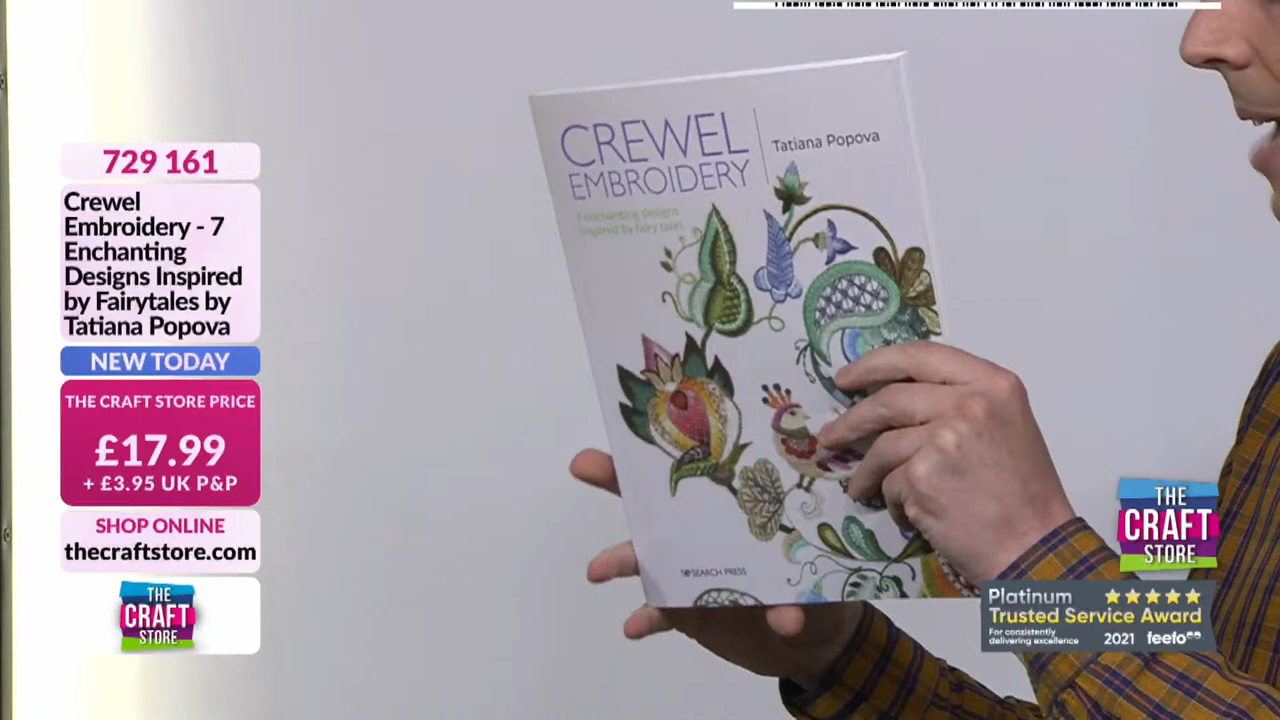 729 161
Crewel
Embroidery - 7
Enchanting
Designs Inspired
by Fairytales by
Tatiana Popova
NEW TODAY
THE CRAFT STORE PRICE
£17.99
+ £3.95 UK P&P
SHOP ONLINE
thecraftstore.com
THE
CRAFT
STORE
CREWEL
EMBROIDERY
Tatiana Popova
7 enchanting designs
inspired by fairy tales
SEARCH PRESS
THE
CRAFT
STORE
Platinum
Trusted Service Award
For consistently
delivering excellence
2021 feefo